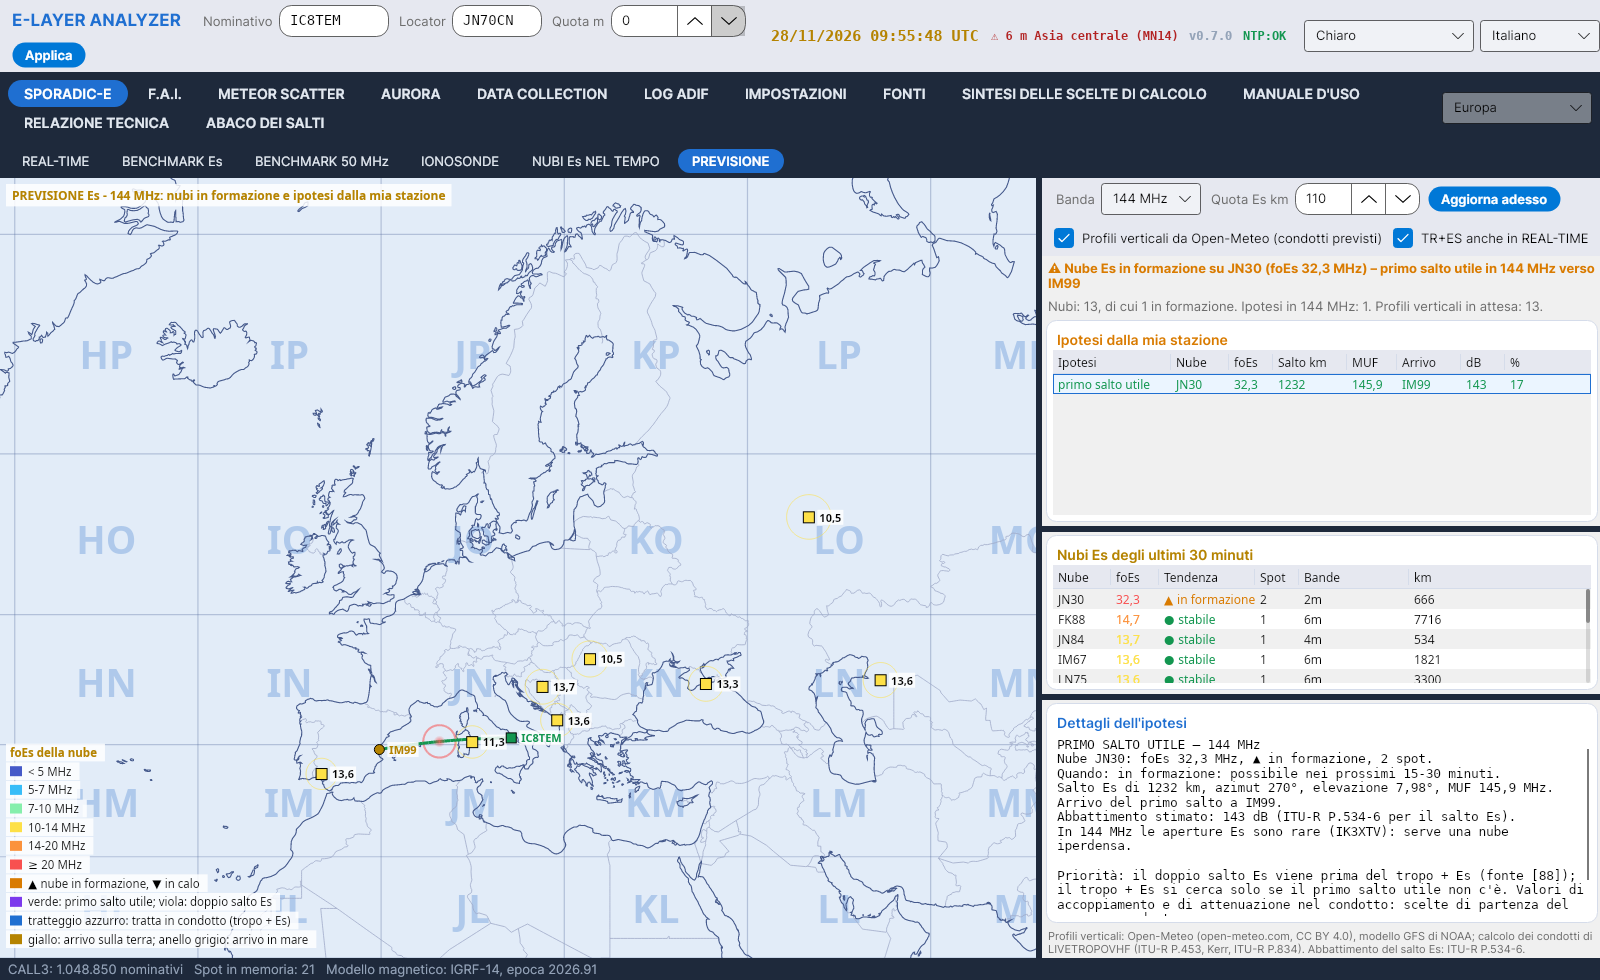 E-LAYER ANALYZER Nominativo IC8TEM Locator JN70CN Quota m 0
28/11/2026 09:55:48 UTC ⚠ 6 m Asia centrale (MN14) v0.7.0 NTP:OK Chiaro Italiano
Applica
SPORADIC-E F.A.I. METEOR SCATTER AURORA DATA COLLECTION LOG ADIF IMPOSTAZIONI FONTI SINTESI DELLE SCELTE DI CALCOLO MANUALE D'USO
RELAZIONE TECNICA ABACO DEI SALTI
Europa
REAL-TIME BENCHMARK Es BENCHMARK 50 MHz IONOSONDE NUBI Es NEL TEMPO PREVISIONE
PREVISIONE Es - 144 MHz: nubi in formazione e ipotesi dalla mia stazione
HP IP JP KP LP
HO IO KO LO
10,5
HN IN JN KN LN
10,5
13,7
13,3
13,6
13,6
11,3
IC8TEM
IM99
13,6
HM IM JM KM LM
JL KL
foEs della nube
< 5 MHz
5-7 MHz
7-10 MHz
10-14 MHz
14-20 MHz
≥ 20 MHz
▲ nube in formazione, ▼ in calo
verde: primo salto utile; viola: doppio salto Es
tratteggio azzurro: tratta in condotto (tropo + Es)
giallo: arrivo sulla terra; anello grigio: arrivo in mare
Banda 144 MHz Quota Es km 110 Aggiorna adesso
Profili verticali da Open-Meteo (condotti previsti) TR+ES anche in REAL-TIME
⚠ Nube Es in formazione su JN30 (foEs 32,3 MHz) – primo salto utile in 144 MHz verso
IM99
Nubi: 13, di cui 1 in formazione. Ipotesi in 144 MHz: 1. Profili verticali in attesa: 13.
Ipotesi dalla mia stazione
Ipotesi Nube foEs Salto km MUF Arrivo dB %
primo salto utile JN30 32,3 1232 145,9 IM99 143 17
Nubi Es degli ultimi 30 minuti
Nube foEs Tendenza Spot Bande km
JN30 32,3 ▲ in formazione 2 2m 666
FK88 14,7 ● stabile 1 6m 7716
JN84 13,7 ● stabile 1 4m 534
IM67 13,6 ● stabile 1 6m 1821
LN75 13,6 ● stabile 1 6m 3300
Dettagli dell'ipotesi
PRIMO SALTO UTILE — 144 MHz
Nube JN30: foEs 32,3 MHz, ▲ in formazione, 2 spot.
Quando: in formazione: possibile nei prossimi 15-30 minuti.
Salto Es di 1232 km, azimut 270°, elevazione 7,98°, MUF 145,9 MHz.
Arrivo del primo salto a IM99.
Abbattimento stimato: 143 dB (ITU-R P.534-6 per il salto Es).
In 144 MHz le aperture Es sono rare (IK3XTV): serve una nube
iperdensa.
Priorità: il doppio salto Es viene prima del tropo + Es (fonte [88]);
il tropo + Es si cerca solo se il primo salto utile non c'è. Valori di
accoppiamento e di attenuazione nel condotto: scelte di partenza del
Profili verticali: Open-Meteo (open-meteo.com, CC BY 4.0), modello GFS di NOAA; calcolo dei condotti di
LIVETROPOVHF (ITU-R P.453, Kerr, ITU-R P.834). Abbattimento del salto Es: ITU-R P.534-6.
CALL3: 1.048.850 nominativi Spot in memoria: 21 Modello magnetico: IGRF-14, epoca 2026.91